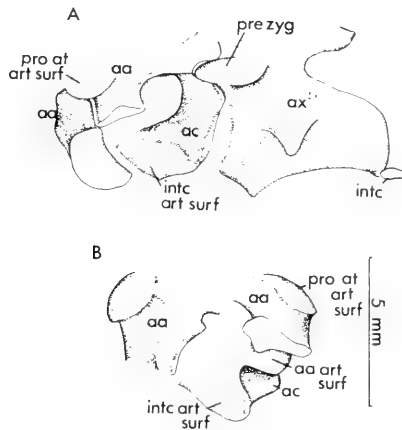 A
pre zyg
pro at
art surf
aa
aa
ax
ac
intc
art surf
intc
B
pro at
art
surf
aa
aa
5 mm
aa art
surf
ac
intc art
surf